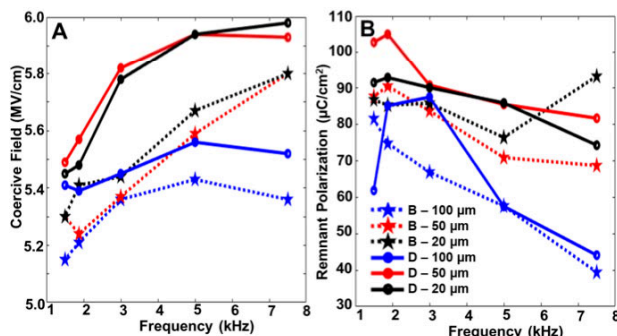 A
Coercive Field (MV/cm)
6.0
5.8
5.6
5.4
5.2
5.0
1 2 3 4 5 6 7 8
Frequency (kHz)
B
Remnant Polarization (µC/cm²)
110
100
90
80
70
60
50
40
30
B – 100 µm
B – 50 µm
B – 20 µm
D – 100 µm
D – 50 µm
D – 20 µm
1 2 3 4 5 6 7 8
Frequency (kHz)